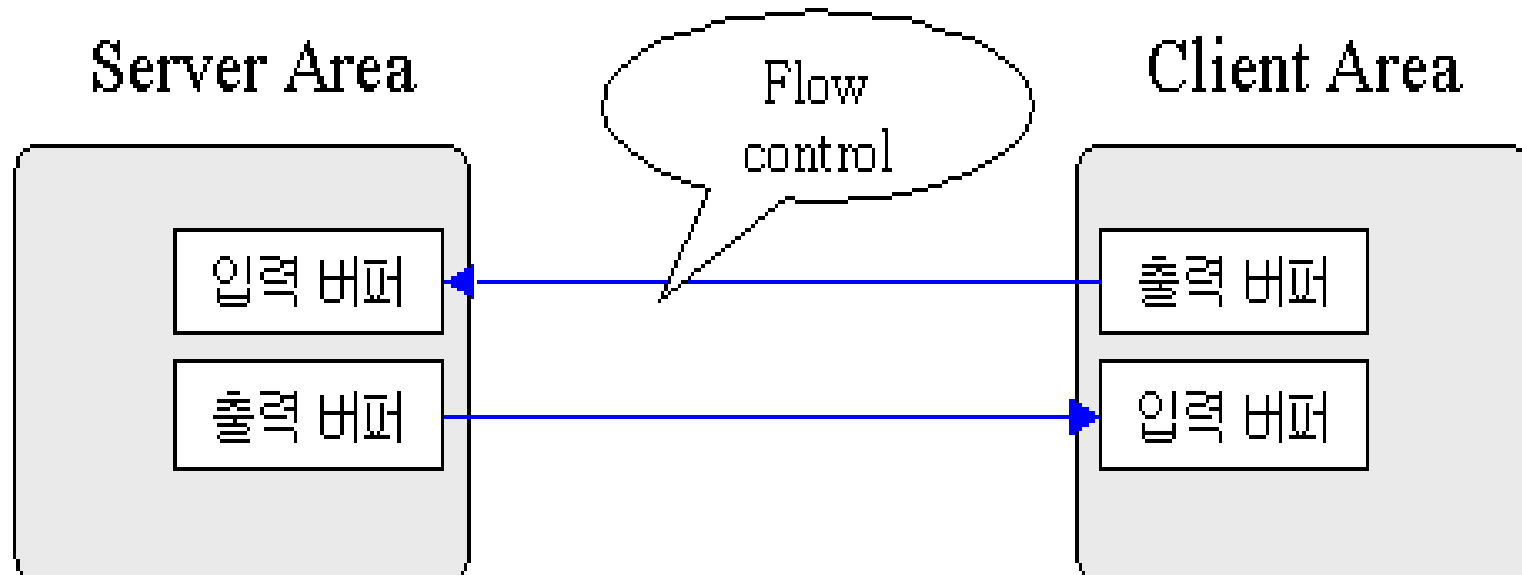 Server Area
Flow
control
Client Area
입력 버퍼
출력 버퍼
출력 버퍼
입력 버퍼